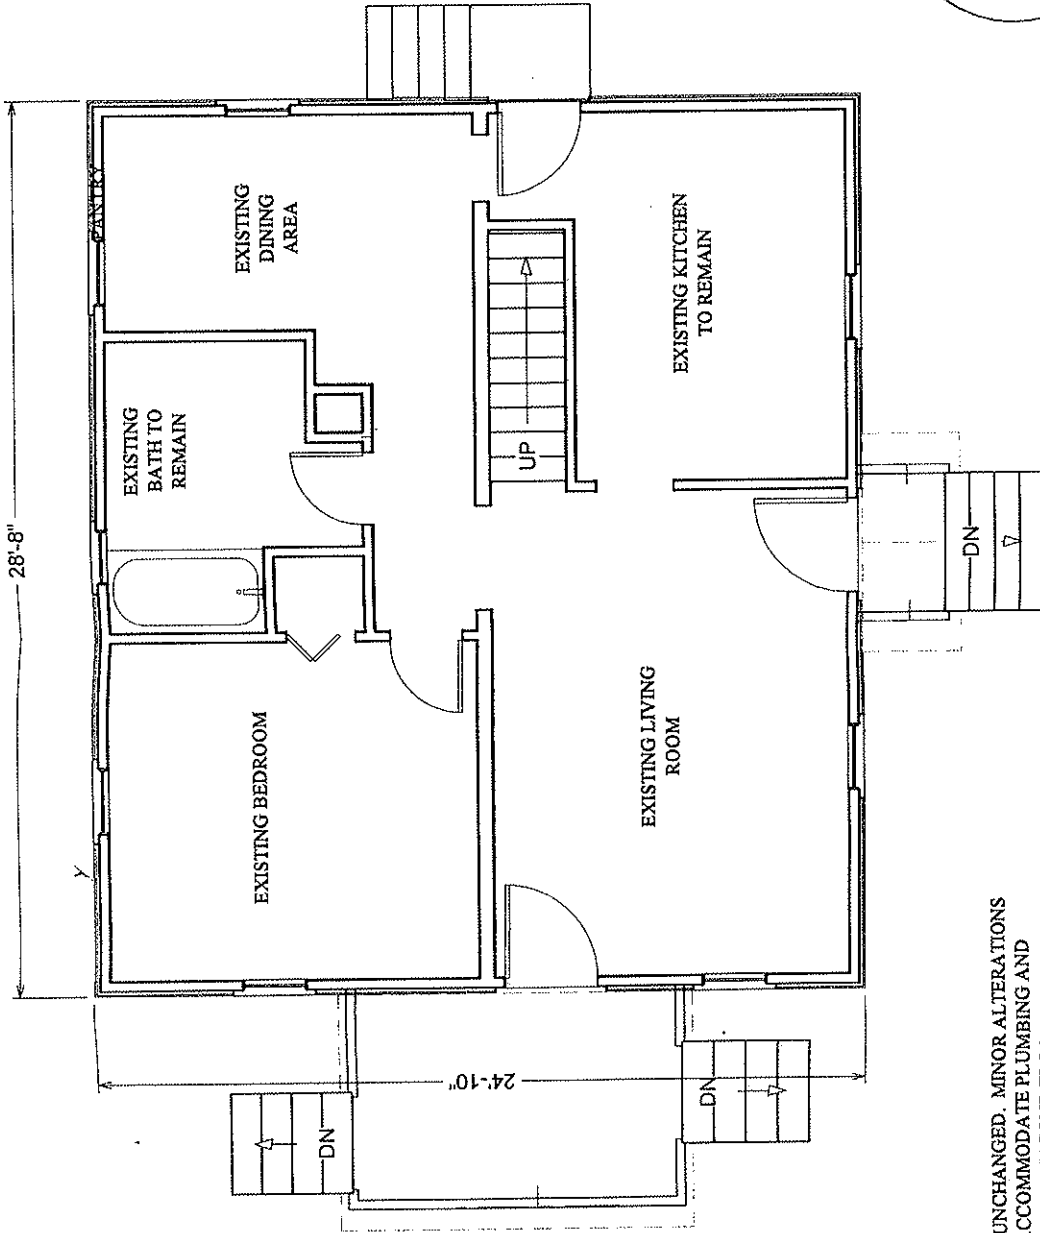 28'-8"
PANTRY
EXISTING
DINING
AREA
EXISTING
BATH TO
REMAIN
EXISTING BEDROOM
UP
EXISTING KITCHEN
TO REMAIN
EXISTING LIVING
ROOM
24'-10"
DN
DN
DN
UNCHANGED. MINOR ALTERATIONS
CCOMMODATE PLUMBING AND